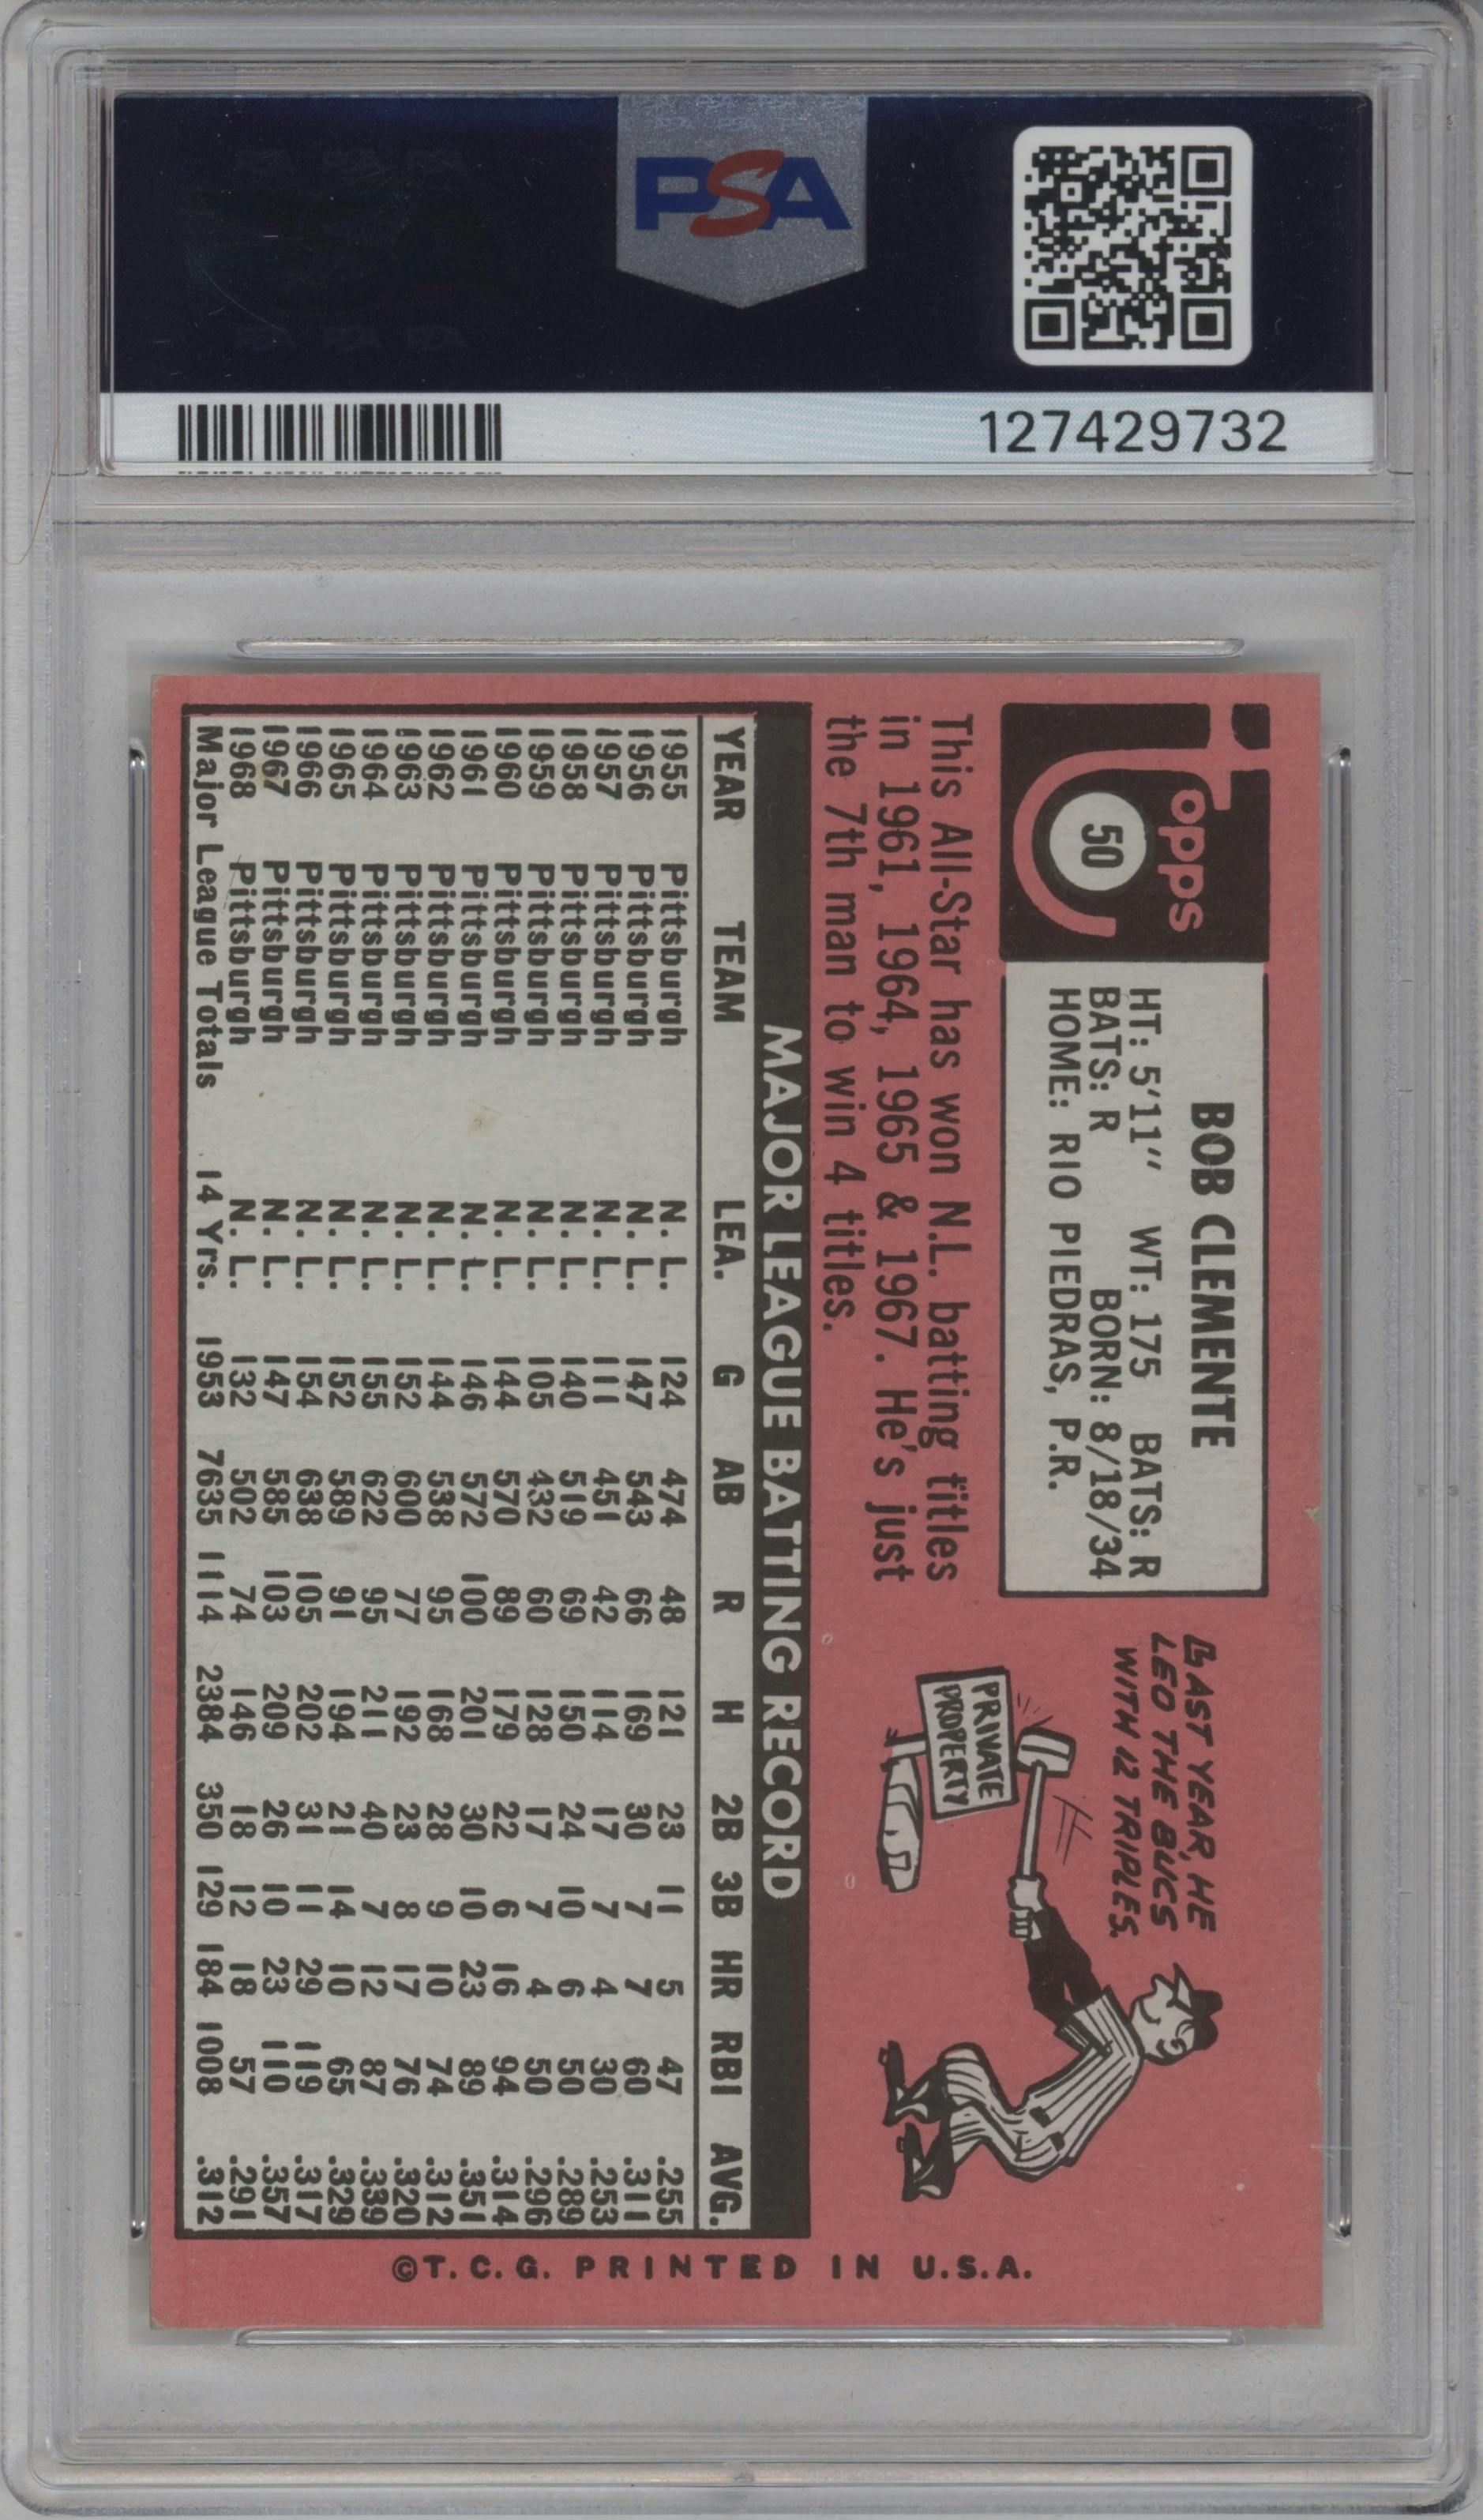 PSA
127429732
Topps
50
BOB CLEMENTE
HT: 5'11" WT: 175 BATS: R
BATS: R BORN: 8/18/34
HOME: RIO PIEDRAS, P.R.
LAST YEAR, HE
LED THE BUCS
WITH 12 TRIPLES.
PRIVATE
PROPERTY
This All-Star has won N.L. batting titles
in 1961, 1964, 1965 & 1967. He's just
the 7th man to win 4 titles.
MAJOR LEAGUE BATTING RECORD
YEAR TEAM LEA. G AB R H 2B 3B HR RBI AVG.
1955 Pittsburgh N. L. 124 474 48 121 23 11 5 47 .255
1956 Pittsburgh N. L. 147 543 66 169 30 7 7 60 .311
1957 Pittsburgh N. L. 111 451 42 114 17 7 4 30 .253
1958 Pittsburgh N. L. 140 519 69 150 24 10 6 50 .289
1959 Pittsburgh N. L. 105 432 60 128 17 7 4 50 .296
1960 Pittsburgh N. L. 144 570 89 179 22 6 16 94 .314
1961 Pittsburgh N. L. 146 572 100 201 30 10 23 89 .351
1962 Pittsburgh N. L. 144 538 95 168 28 9 10 74 .312
1963 Pittsburgh N. L. 152 600 77 192 23 8 17 76 .320
1964 Pittsburgh N. L. 155 622 95 211 40 7 12 87 .339
1965 Pittsburgh N. L. 152 589 91 194 21 14 10 65 .329
1966 Pittsburgh N. L. 154 638 105 202 31 11 29 119 .317
1967 Pittsburgh N. L. 147 585 103 209 26 10 23 110 .357
1968 Pittsburgh N. L. 132 502 74 146 18 12 18 57 .291
Major League Totals 14 Yrs. 1953 7635 1114 2384 350 129 184 1008 .312
©T.C.G. PRINTED IN U.S.A.